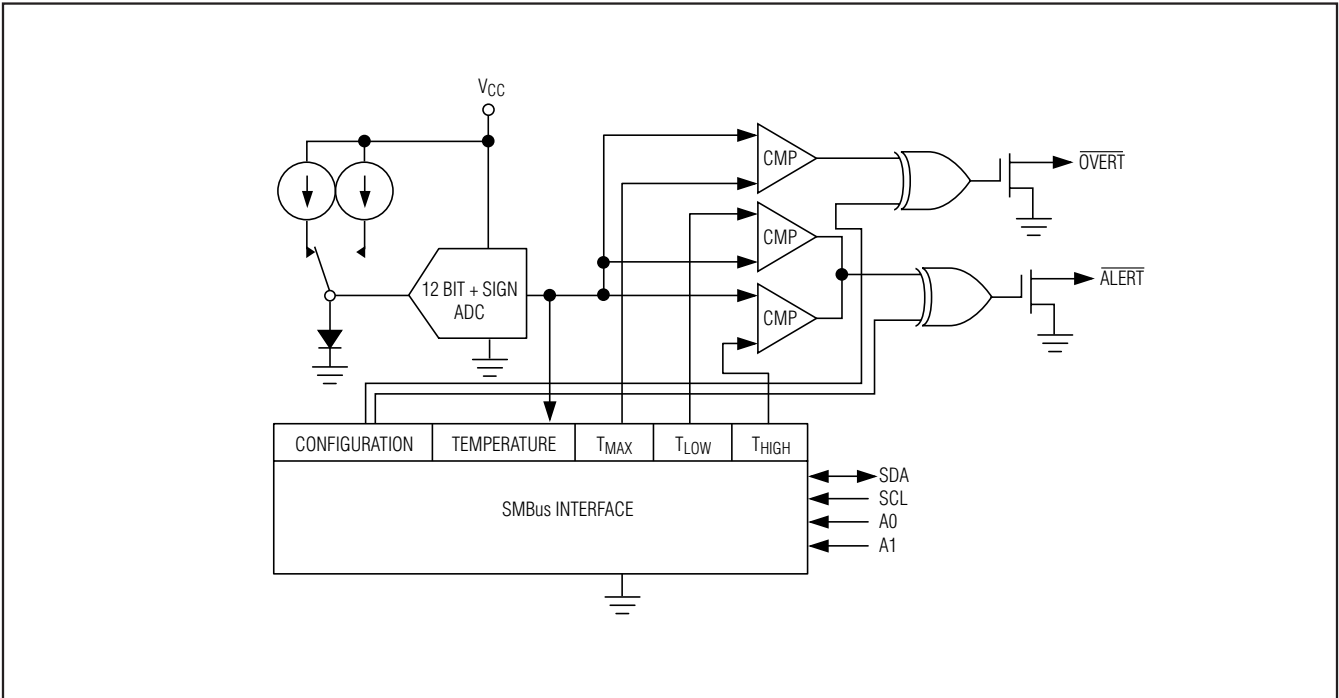 VCC
CMP
OVERT
CMP
ALERT
12 BIT + SIGN
ADC
CMP
CONFIGURATION
TEMPERATURE
TMAX
TLOW
THIGH
SDA
SCL
SMBus INTERFACE
A0
A1